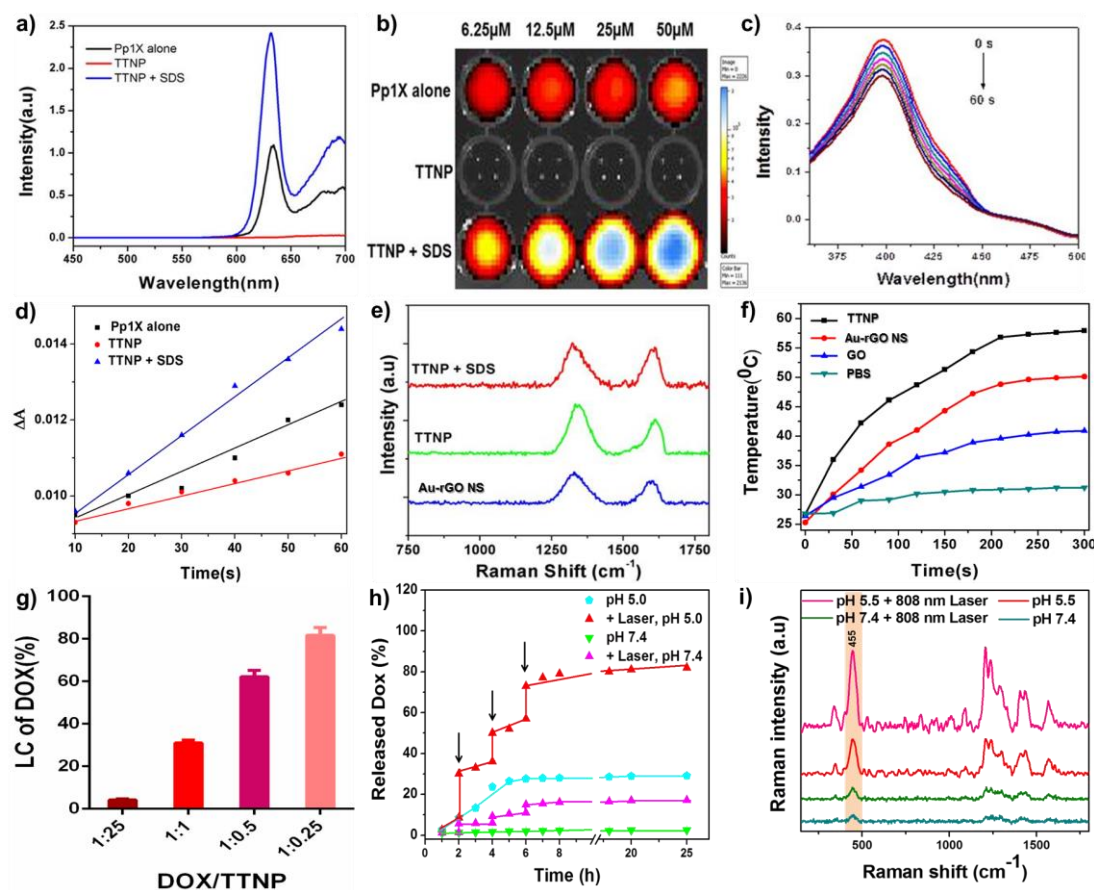 a)
Intensity(a.u)
2.5
2.0
1.5
1.0
0.5
0.0
Pp1X alone
TTNP
TTNP + SDS
450 500 550 600 650 700
Wavelength(nm)
b)
6.25µM 12.5µM 25µM 50µM
Pp1X alone
TTNP
TTNP + SDS
Image
Counts
Color Bar
c)
Intensity
0.4
0.3
0.2
0.1
0.0
0 s
60 s
375 400 425 450 475 500
Wavelength(nm)
d)
ΔA
0.014
0.012
0.010
Pp1X alone
TTNP
TTNP + SDS
10 20 30 40 50 60
Time(s)
e)
Intensity (a.u)
TTNP + SDS
TTNP
Au-rGO NS
750 1000 1250 1500 1750
Raman Shift (cm⁻¹)
f)
Temperature(⁰C)
60
55
50
45
40
35
30
25
TTNP
Au-rGO NS
GO
PBS
0 50 100 150 200 250 300
Time(s)
g)
LC of DOX(%)
100
80
60
40
20
0
1:25 1:1 1:0.5 1:0.25
DOX/TTNP
h)
Released Dox (%)
120
100
80
60
40
20
0
pH 5.0
+ Laser, pH 5.0
pH 7.4
+ Laser, pH 7.4
0 2 4 6 8 20 25
Time (h)
i)
Raman intensity (a.u)
pH 5.5 + 808 nm Laser pH 5.5
pH 7.4 + 808 nm Laser pH 7.4
455
500 1000 1500
Raman shift (cm⁻¹)